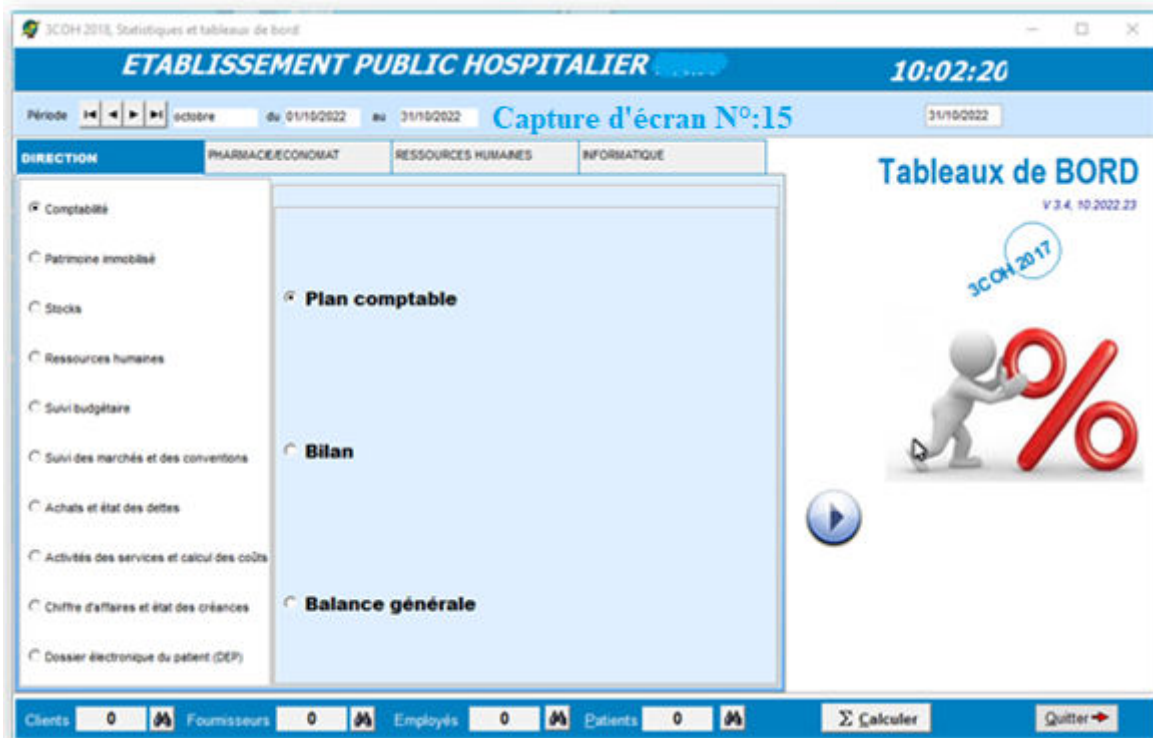 3COH 2018, Statistiques et tableaux de bord
ETABLISSEMENT PUBLIC HOSPITALIER
10:02:20
Période octobre du 01/10/2022 au 31/10/2022 Capture d'écran N°:15 31/10/2022
DIRECTION PHARMACIE/ECONOMAT RESSOURCES HUMAINES INFORMATIQUE
Tableaux de BORD
V 3.4, 10.2022.23
3COH 2017
Comptabilité
Patrimoine immobilisé
Stocks
Ressources humaines
Suivi budgétaire
Suivi des marchés et des conventions
Achats et état des dettes
Activités des services et calcul des coûts
Chiffre d'affaires et état des créances
Dossier électronique du patient (DEP)
Plan comptable
Bilan
Balance générale
%
Clients 0 Fournisseurs 0 Employés 0 Patients 0 Σ Calculer Quitter